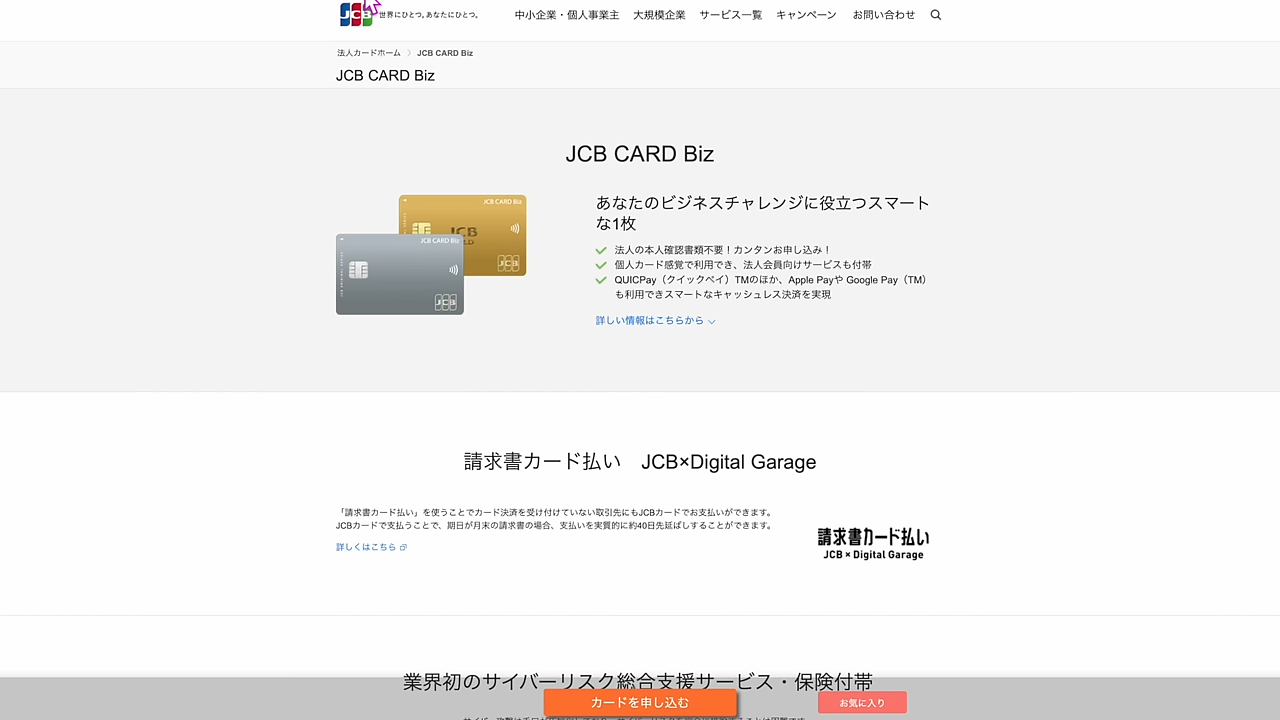 JCB 世界にひとつ。あなたにひとつ。
中小企業・個人事業主 大規模企業 サービス一覧 キャンペーン お問い合わせ
法人カードホーム 〉 JCB CARD Biz
JCB CARD Biz
JCB CARD Biz
JCB CARD Biz
JCB
JCB
JCB CARD Biz
JCB
あなたのビジネスチャレンジに役立つスマート
な1枚
法人の本人確認書類不要！カンタンお申し込み！
個人カード感覚で利用でき、法人会員向けサービスも付帯
QUICPay（クイックペイ）TMのほか、Apple Payや Google Pay（TM）
も利用できスマートなキャッシュレス決済を実現
詳しい情報はこちらから
請求書カード払い　JCB×Digital Garage
「請求書カード払い」を使うことでカード決済を受け付けていない取引先にもJCBカードでお支払いができます。
JCBカードで支払うことで、期日が月末の請求書の場合、支払いを実質的に約40日先延ばしすることができます。
詳しくはこちら
請求書カード払い
JCB × Digital Garage
業界初のサイバーリスク総合支援サービス・保険付帯
カードを申し込む
お気に入り